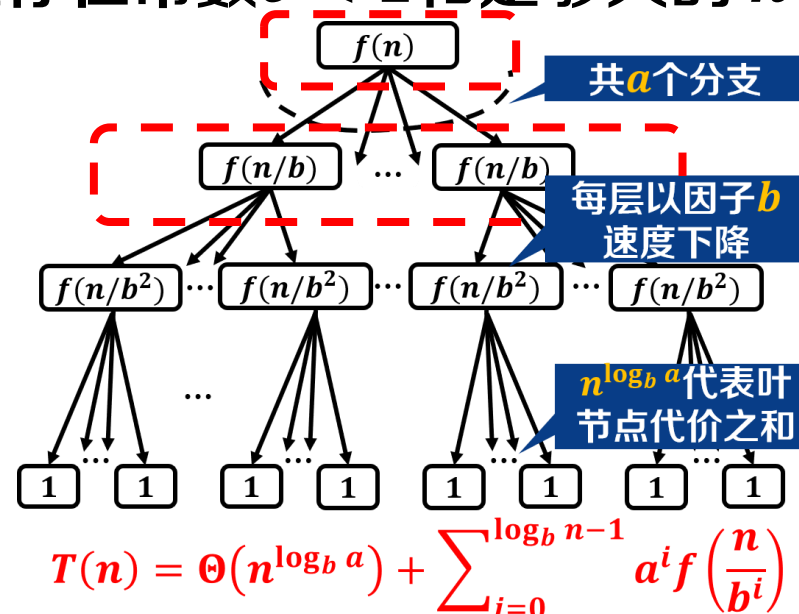 f(n)
共a个分支
f(n/b) ... f(n/b)
每层以因子b
速度下降
f(n/b²) ... f(n/b²) ... f(n/b²) ... f(n/b²)
...
n^{log_b a}代表叶
节点代价之和
... ... ... ...
1 1 1 1 1 1 1 1
T(n) = Θ(n^{log_b a}) + ∑_{i=0}^{log_b n−1} a^i f(n/b^i)